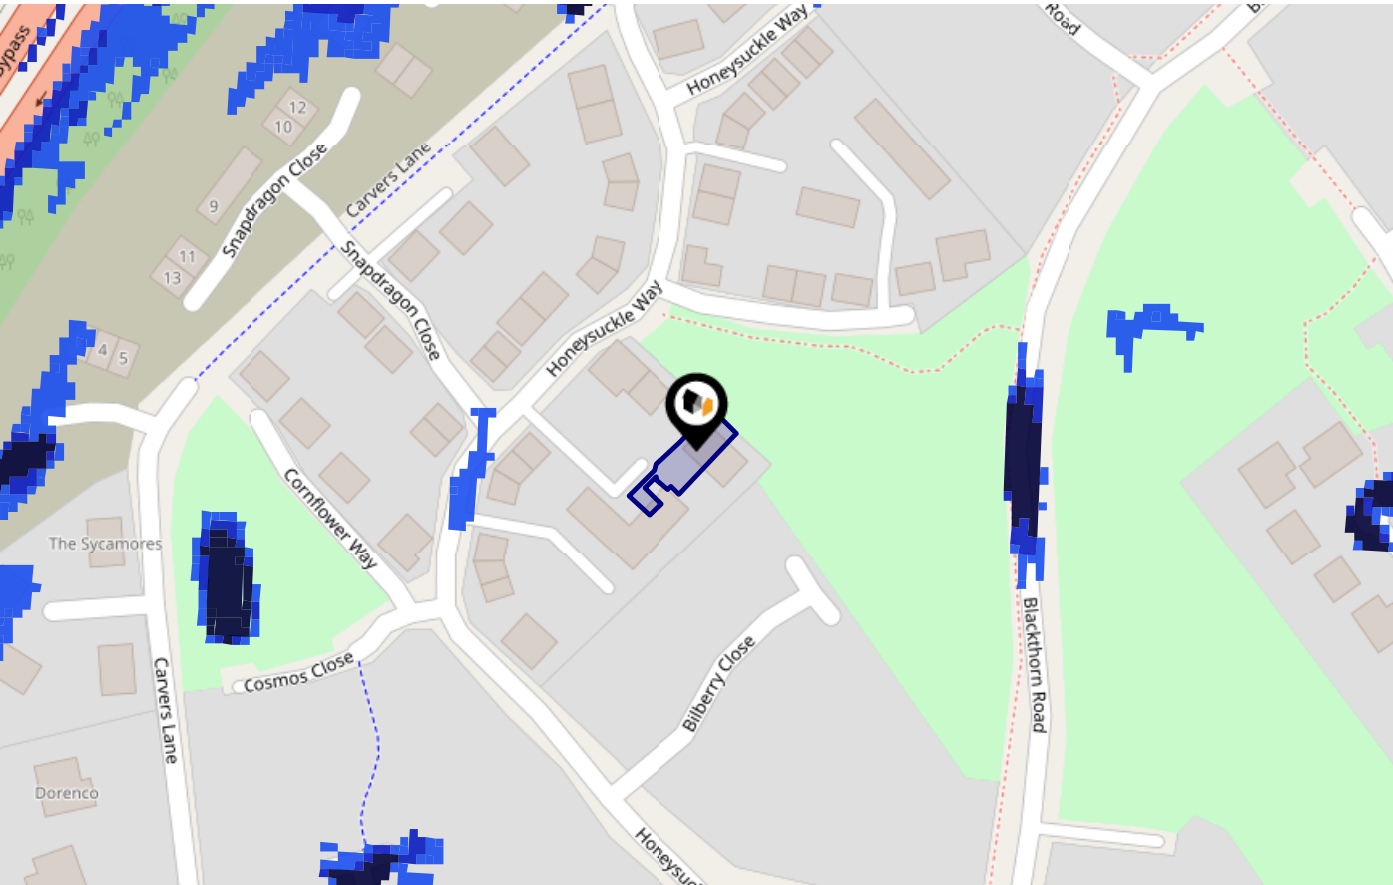 Bypass
Road
Honeysuckle Way
12
10
Snapdragon Close
9
Carvers Lane
11
13
Snapdragon Close
Honeysuckle Way
4
5
Cornflower Way
The Sycamores
Blackthorn Road
Bilberry Close
Cosmos Close
Carvers Lane
Dorenco
Honeysuc